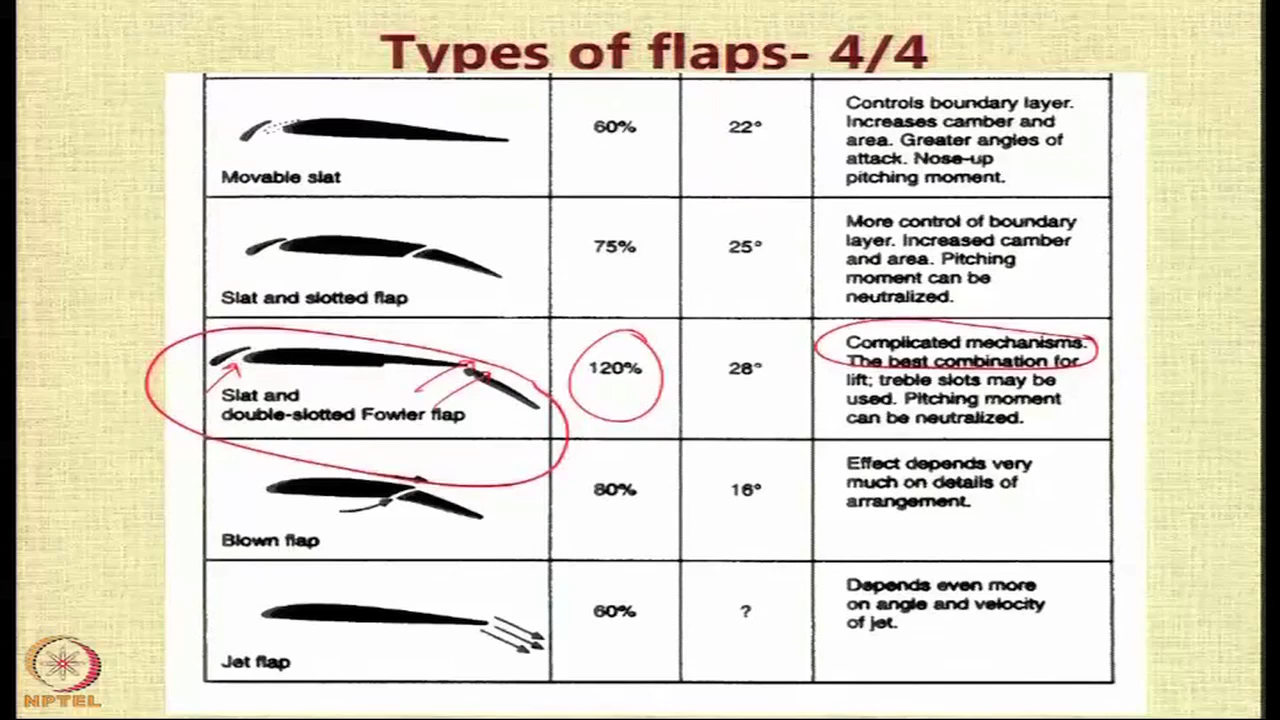 Types of flaps- 4/4
Movable slat
60%
22°
Controls boundary layer.
Increases camber and
area. Greater angles of
attack. Nose-up
pitching moment.
Slat and slotted flap
75%
25°
More control of boundary
layer. Increased camber
and area. Pitching
moment can be
neutralized.
Slat and
double-slotted Fowler flap
120%
28°
Complicated mechanisms.
The best combination for
lift; treble slots may be
used. Pitching moment
can be neutralized.
Blown flap
80%
16°
Effect depends very
much on details of
arrangement.
Jet flap
60%
?
Depends even more
on angle and velocity
of jet.
NPTEL